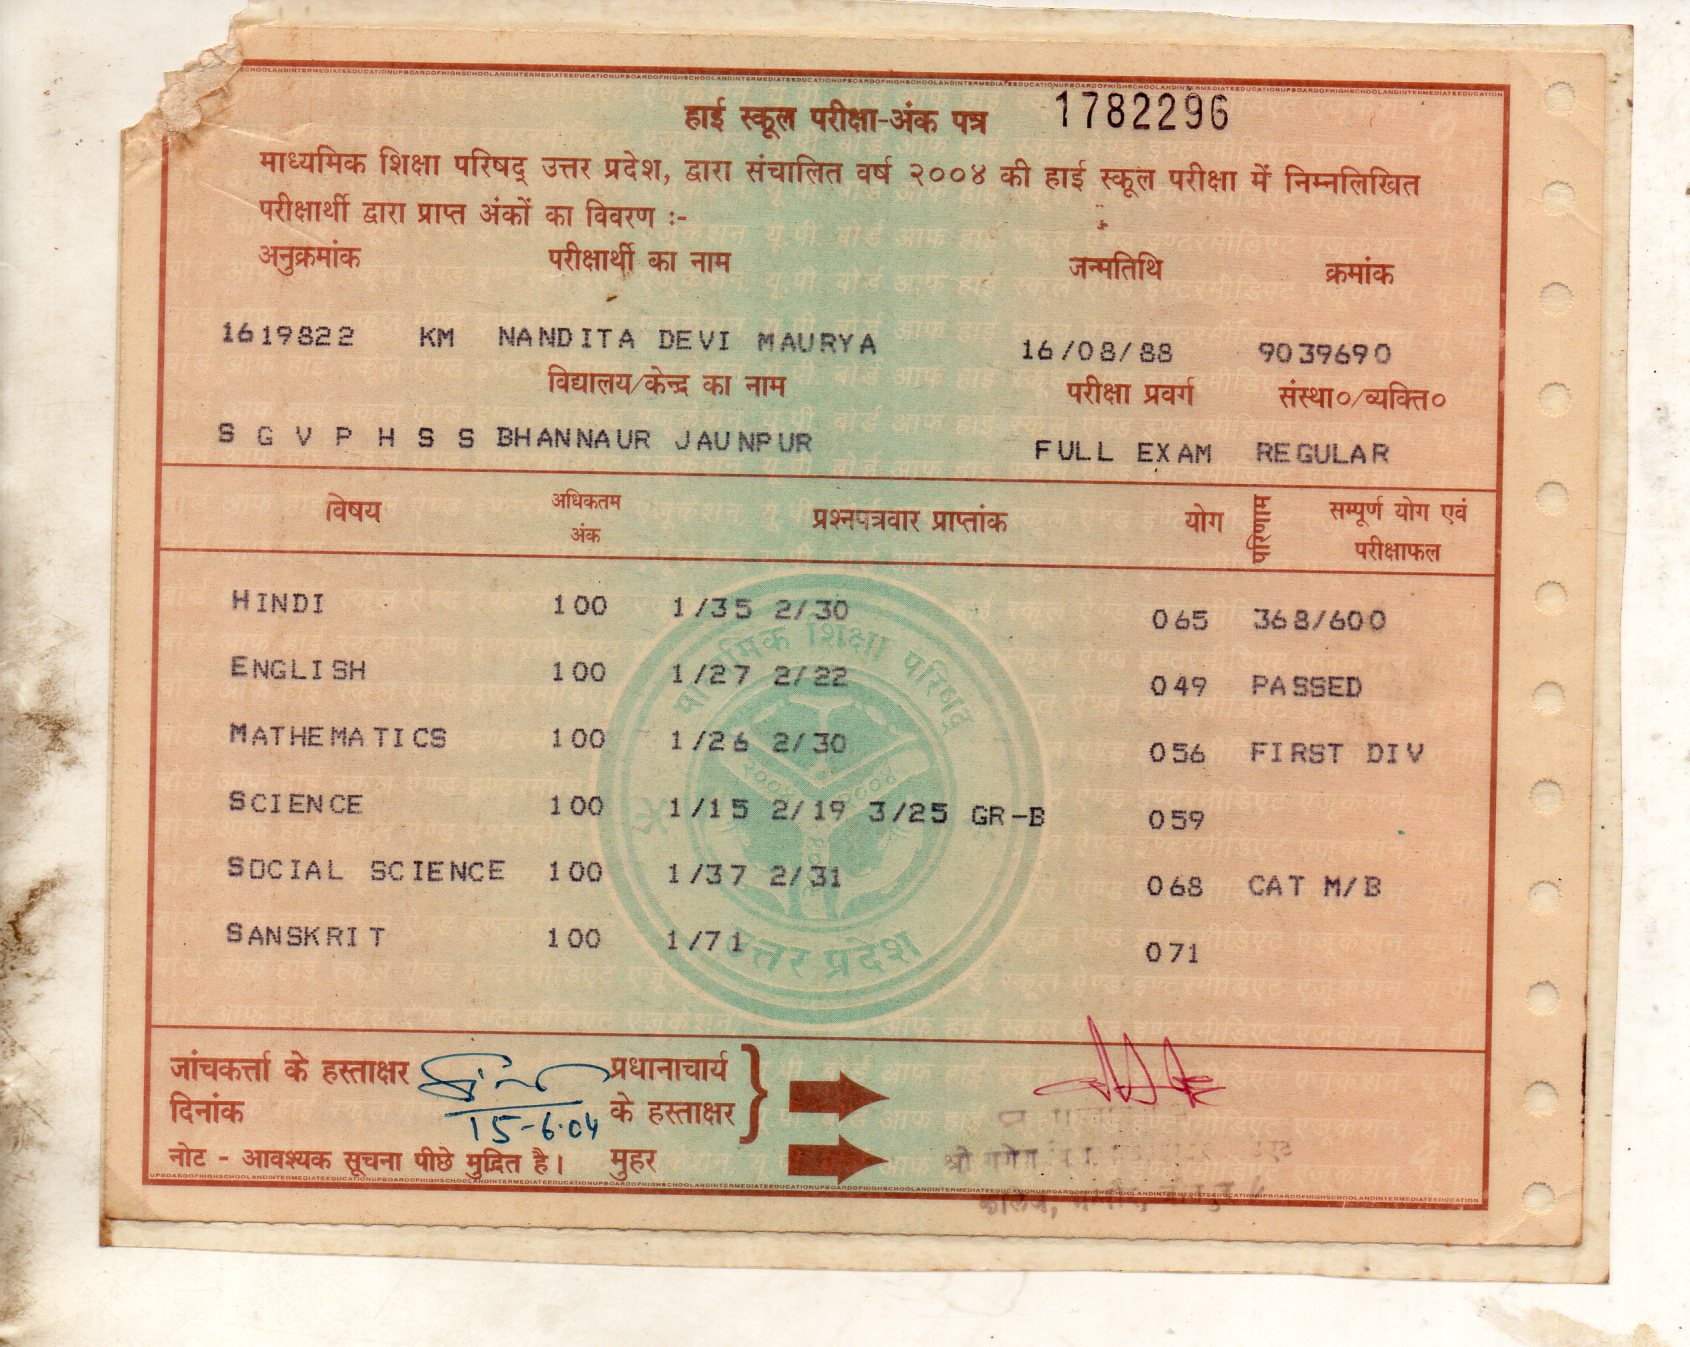 हाई स्कूल परीक्षा-अंक पत्र 1782296
माध्यमिक शिक्षा परिषद् उत्तर प्रदेश, द्वारा संचालित वर्ष २००४ की हाई स्कूल परीक्षा में निम्नलिखित
परीक्षार्थी द्वारा प्राप्त अंकों का विवरण :-
अनुक्रमांक परीक्षार्थी का नाम जन्मतिथि क्रमांक
1619822 KM NANDITA DEVI MAURYA 16/08/88 9039690
विद्यालय/केन्द्र का नाम परीक्षा प्रवर्ग संस्था०/व्यक्ति०
S G V P H S S BHANNAUR JAUNPUR FULL EXAM REGULAR
विषय अधिकतम अंक प्रश्नपत्रवार प्राप्तांक योग परिणाम सम्पूर्ण योग एवं परीक्षाफल
HINDI 100 1/35 2/30 065 368/600
ENGLISH 100 1/27 2/22 049 PASSED
MATHEMATICS 100 1/26 2/30 056 FIRST DIV
SCIENCE 100 1/15 2/19 3/25 GR-B 059
SOCIAL SCIENCE 100 1/37 2/31 068 CAT M/B
SANSKRIT 100 1/71 071
माध्यमिक शिक्षा परिषद्
उत्तर प्रदेश
जांचकर्त्ता के हस्ताक्षर प्रधानाचार्य
दिनांक 15-6-04 के हस्ताक्षर
नोट - आवश्यक सूचना पीछे मुद्रित है। मुहर